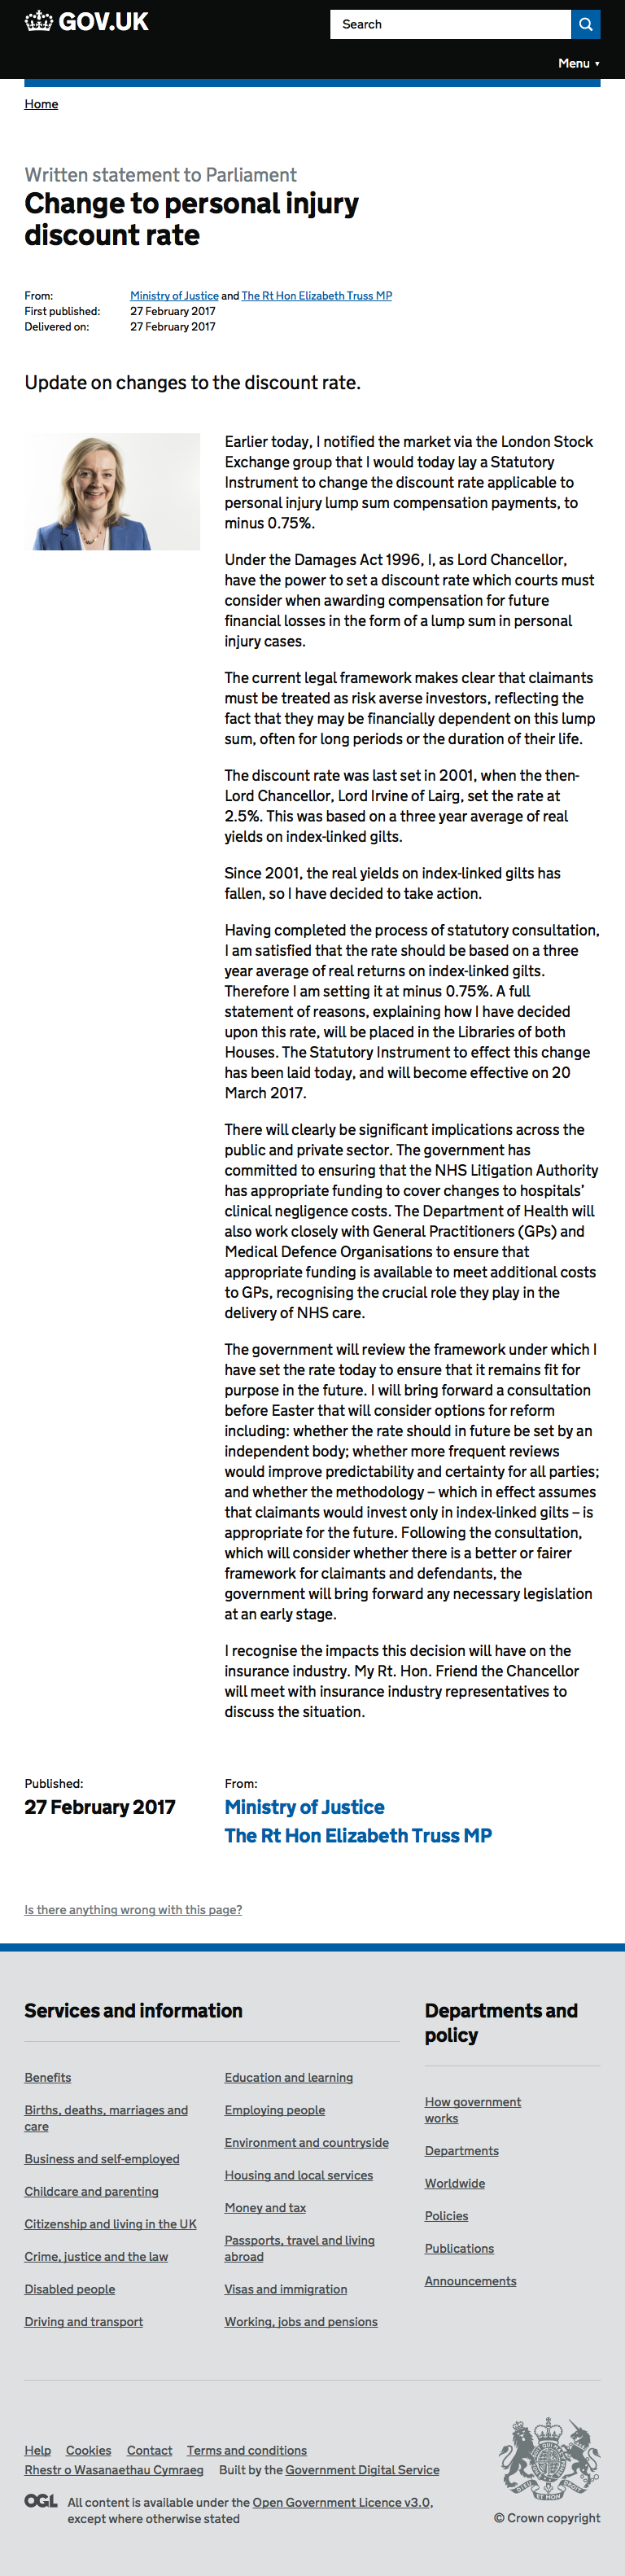 GOV.UK
Search
Menu ▼
Home
Written statement to Parliament
Change to personal injury
discount rate
From: Ministry of Justice and The Rt Hon Elizabeth Truss MP
First published: 27 February 2017
Delivered on: 27 February 2017
Update on changes to the discount rate.
Earlier today, I notified the market via the London Stock
Exchange group that I would today lay a Statutory
Instrument to change the discount rate applicable to
personal injury lump sum compensation payments, to
minus 0.75%.
Under the Damages Act 1996, I, as Lord Chancellor,
have the power to set a discount rate which courts must
consider when awarding compensation for future
financial losses in the form of a lump sum in personal
injury cases.
The current legal framework makes clear that claimants
must be treated as risk averse investors, reflecting the
fact that they may be financially dependent on this lump
sum, often for long periods or the duration of their life.
The discount rate was last set in 2001, when the then-
Lord Chancellor, Lord Irvine of Lairg, set the rate at
2.5%. This was based on a three year average of real
yields on index-linked gilts.
Since 2001, the real yields on index-linked gilts has
fallen, so I have decided to take action.
Having completed the process of statutory consultation,
I am satisfied that the rate should be based on a three
year average of real returns on index-linked gilts.
Therefore I am setting it at minus 0.75%. A full
statement of reasons, explaining how I have decided
upon this rate, will be placed in the Libraries of both
Houses. The Statutory Instrument to effect this change
has been laid today, and will become effective on 20
March 2017.
There will clearly be significant implications across the
public and private sector. The government has
committed to ensuring that the NHS Litigation Authority
has appropriate funding to cover changes to hospitals’
clinical negligence costs. The Department of Health will
also work closely with General Practitioners (GPs) and
Medical Defence Organisations to ensure that
appropriate funding is available to meet additional costs
to GPs, recognising the crucial role they play in the
delivery of NHS care.
The government will review the framework under which I
have set the rate today to ensure that it remains fit for
purpose in the future. I will bring forward a consultation
before Easter that will consider options for reform
including: whether the rate should in future be set by an
independent body; whether more frequent reviews
would improve predictability and certainty for all parties;
and whether the methodology – which in effect assumes
that claimants would invest only in index-linked gilts – is
appropriate for the future. Following the consultation,
which will consider whether there is a better or fairer
framework for claimants and defendants, the
government will bring forward any necessary legislation
at an early stage.
I recognise the impacts this decision will have on the
insurance industry. My Rt. Hon. Friend the Chancellor
will meet with insurance industry representatives to
discuss the situation.
Published:
27 February 2017
From:
Ministry of Justice
The Rt Hon Elizabeth Truss MP
Is there anything wrong with this page?
Services and information
Benefits
Births, deaths, marriages and
care
Business and self-employed
Childcare and parenting
Citizenship and living in the UK
Crime, justice and the law
Disabled people
Driving and transport
Education and learning
Employing people
Environment and countryside
Housing and local services
Money and tax
Passports, travel and living
abroad
Visas and immigration
Working, jobs and pensions
Departments and
policy
How government
works
Departments
Worldwide
Policies
Publications
Announcements
Help Cookies Contact Terms and conditions
Rhestr o Wasanaethau Cymraeg Built by the Government Digital Service
OGL All content is available under the Open Government Licence v3.0,
except where otherwise stated
© Crown copyright